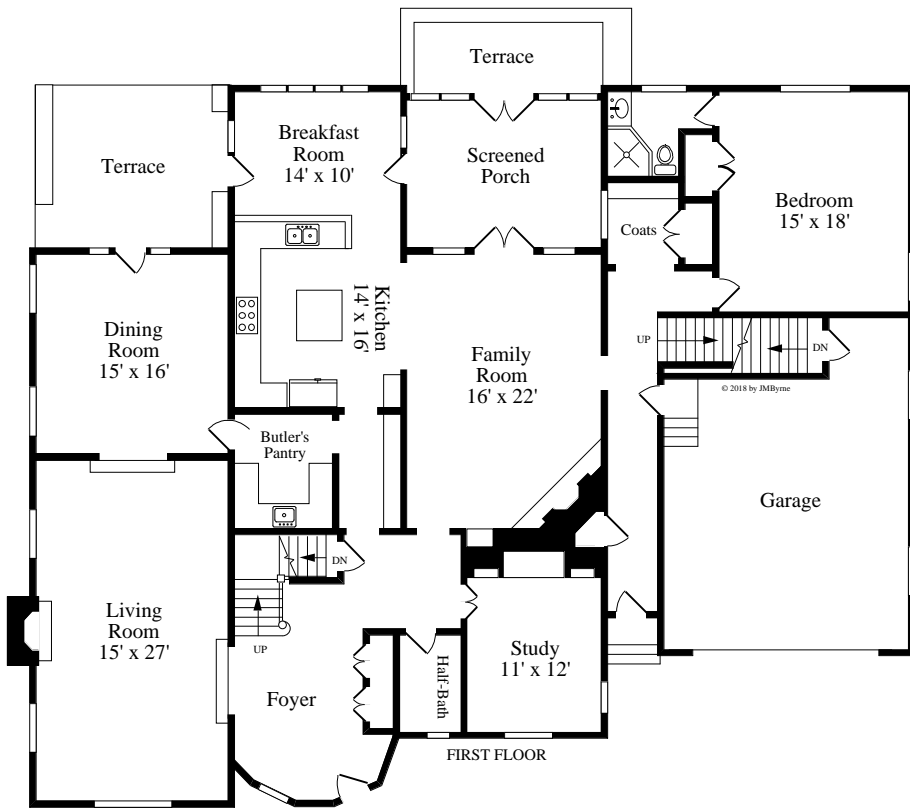 Terrace
Breakfast
Room
14' x 10'
Screened
Porch
Terrace
Bedroom
15' x 18'
Coats
Kitchen
14' x 16'
Dining
Room
15' x 16'
Family
Room
16' x 22'
UP
DN
© 2018 by JMByrne
Butler's
Pantry
Garage
DN
Living
Room
15' x 27'
UP
Study
11' x 12'
Half-Bath
Foyer
FIRST FLOOR